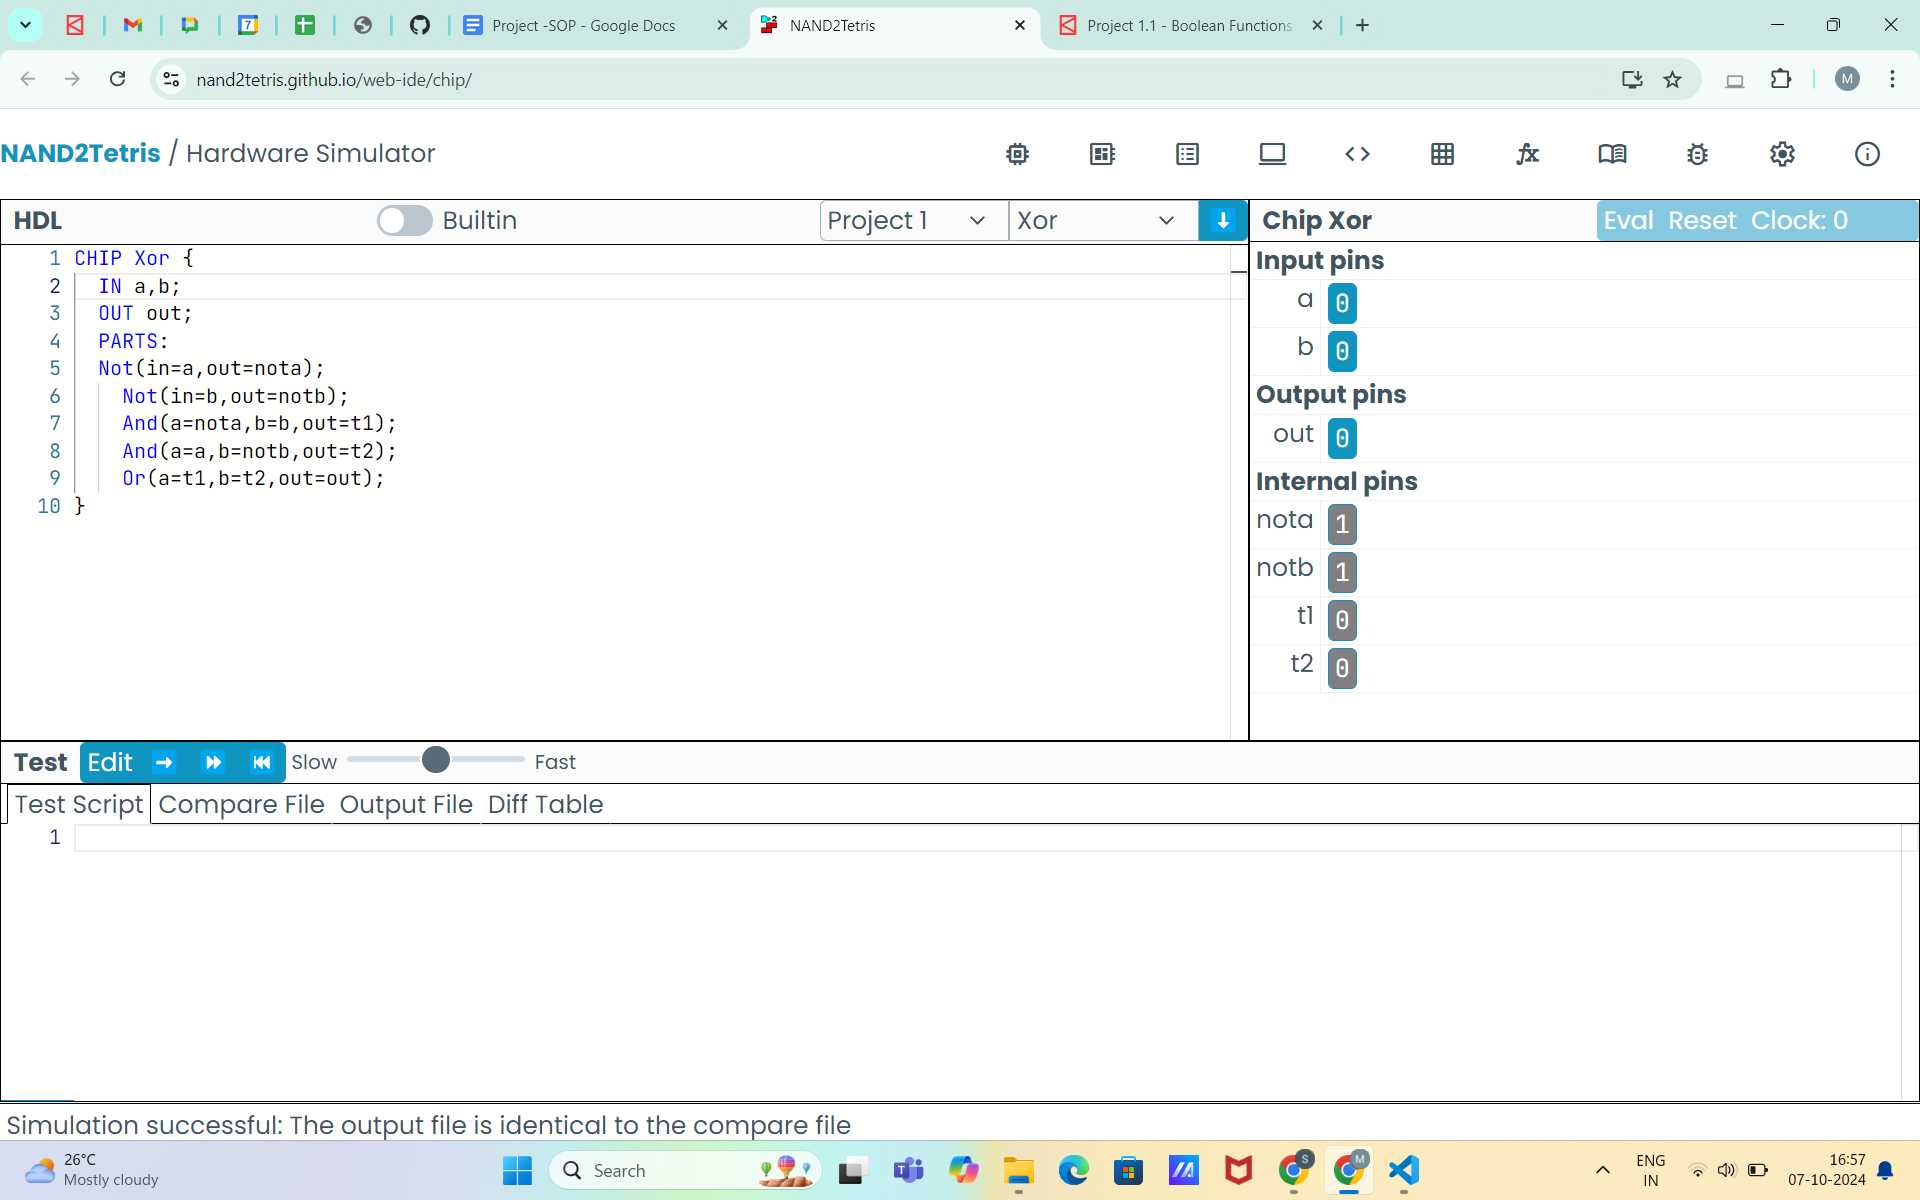 Project -SOP - Google Docs
NAND2Tetris
Project 1.1 - Boolean Functions
nand2tetris.github.io/web-ide/chip/
M
NAND2Tetris / Hardware Simulator
HDL
Builtin
Project 1
Xor
Chip Xor
Eval Reset Clock: 0
1 CHIP Xor {
2 IN a,b;
3 OUT out;
4 PARTS:
5 Not(in=a,out=nota);
6 Not(in=b,out=notb);
7 And(a=nota,b=b,out=t1);
8 And(a=a,b=notb,out=t2);
9 Or(a=t1,b=t2,out=out);
10 }
Input pins
a 0
b 0
Output pins
out 0
Internal pins
nota 1
notb 1
t1 0
t2 0
Test Edit Slow Fast
Test Script Compare File Output File Diff Table
1
Simulation successful: The output file is identical to the compare file
26°C
Mostly cloudy
Search
S
M
ENG
IN
16:57
07-10-2024